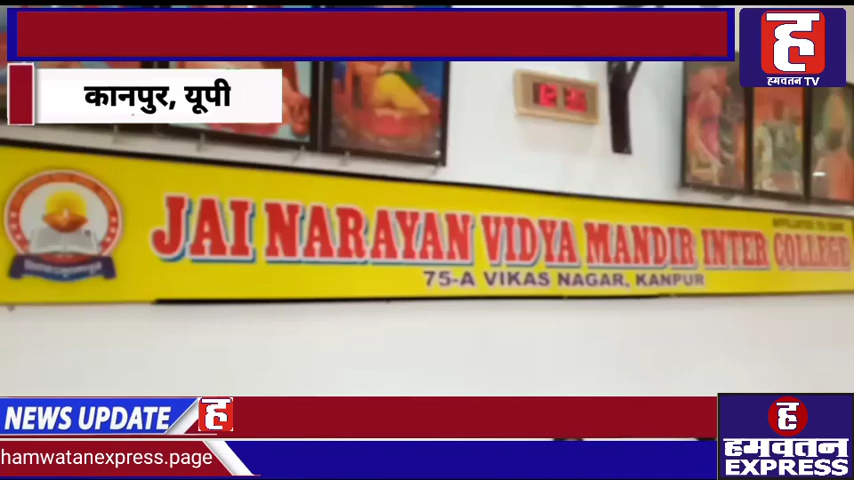 ह
हमवतन TV
कानपुर, यूपी
AFFILIATED TO CBSE
JAI NARAYAN VIDYA MANDIR INTER COLLEGE
75-A VIKAS NAGAR, KANPUR
NEWS UPDATE
ह
hamwatanexpress.page
ह
हमवतन
EXPRESS